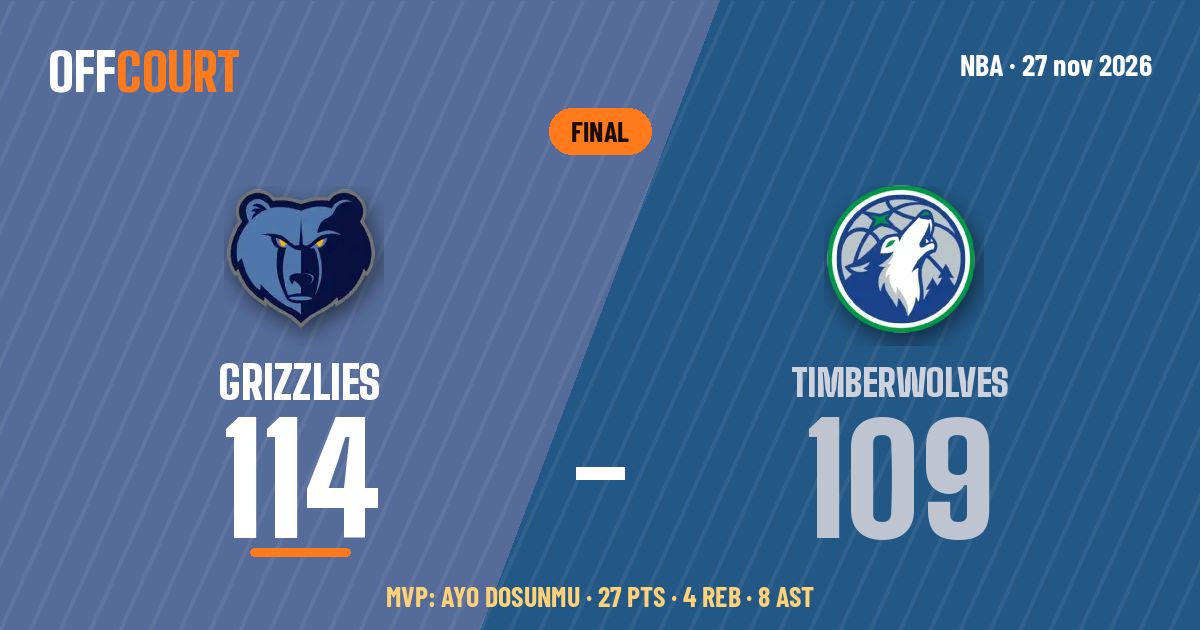 OFFCOURT
NBA · 27 nov 2026
FINAL
GRIZZLIES
TIMBERWOLVES
114 – 109
MVP: AYO DOSUNMU · 27 PTS · 4 REB · 8 AST